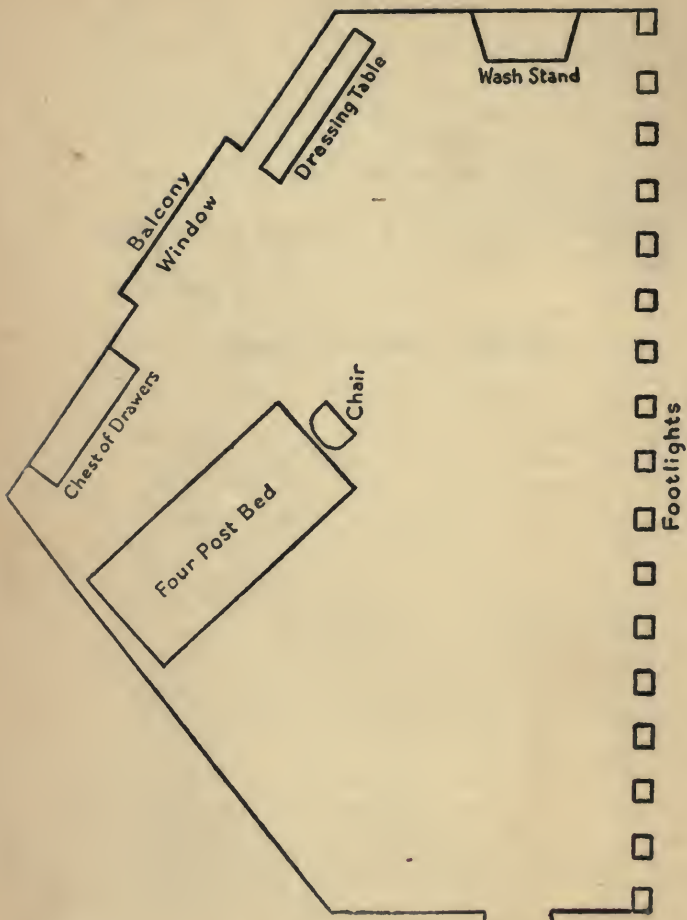 Wash Stand
Dressing Table
Balcony
Window
Chest of Drawers
Chair
Four Post Bed
Footlights